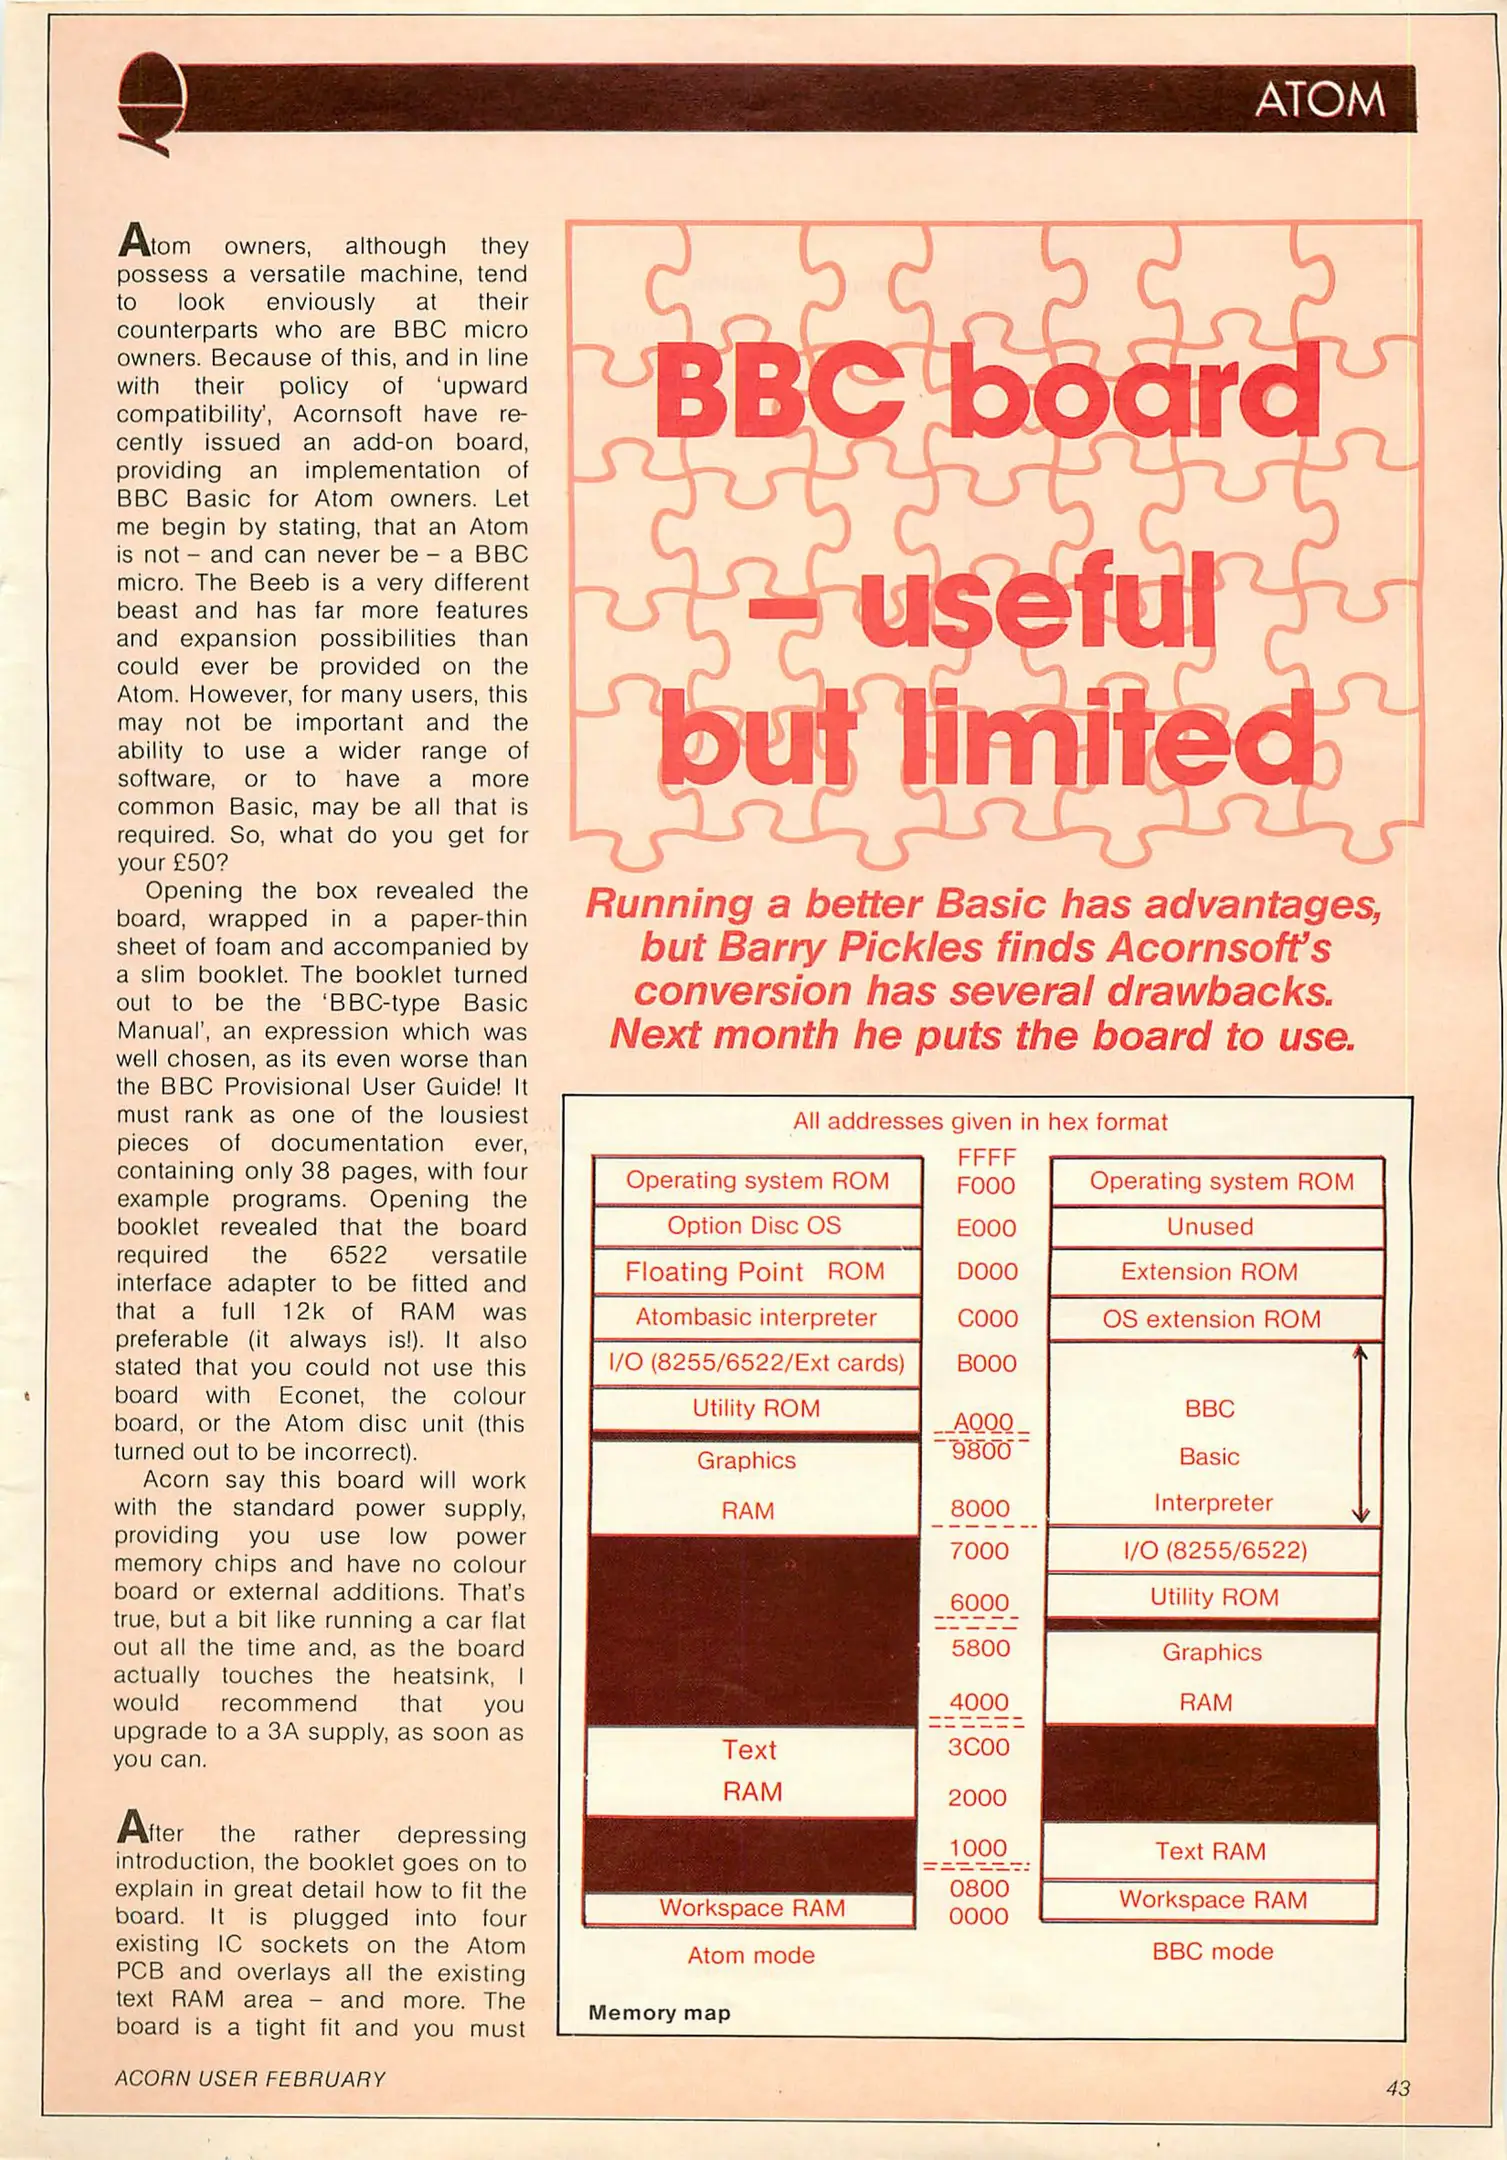 ATOM
Atom owners, although they
possess a versatile machine, tend
to look enviously at their
counterparts who are BBC micro
owners. Because of this, and in line
with their policy of ‘upward
compatibility’, Acornsoft have re-
cently issued an add-on board,
providing an implementation of
BBC Basic for Atom owners. Let
me begin by stating, that an Atom
is not – and can never be – a BBC
micro. The Beeb is a very different
beast and has far more features
and expansion possibilities than
could ever be provided on the
Atom. However, for many users, this
may not be important and the
ability to use a wider range of
software, or to have a more
common Basic, may be all that is
required. So, what do you get for
your £50?
Opening the box revealed the
board, wrapped in a paper-thin
sheet of foam and accompanied by
a slim booklet. The booklet turned
out to be the ‘BBC-type Basic
Manual’, an expression which was
well chosen, as its even worse than
the BBC Provisional User Guide! It
must rank as one of the lousiest
pieces of documentation ever,
containing only 38 pages, with four
example programs. Opening the
booklet revealed that the board
required the 6522 versatile
interface adapter to be fitted and
that a full 12k of RAM was
preferable (it always is!). It also
stated that you could not use this
board with Econet, the colour
board, or the Atom disc unit (this
turned out to be incorrect).
Acorn say this board will work
with the standard power supply,
providing you use low power
memory chips and have no colour
board or external additions. That's
true, but a bit like running a car flat
out all the time and, as the board
actually touches the heatsink, I
would recommend that you
upgrade to a 3A supply, as soon as
you can.
After the rather depressing
introduction, the booklet goes on to
explain in great detail how to fit the
board. It is plugged into four
existing IC sockets on the Atom
PCB and overlays all the existing
text RAM area – and more. The
board is a tight fit and you must
BBC board
– useful
but limited
Running a better Basic has advantages,
but Barry Pickles finds Acornsoft's
conversion has several drawbacks.
Next month he puts the board to use.
All addresses given in hex format
FFFF
Operating system ROM F000 Operating system ROM
Option Disc OS E000 Unused
Floating Point ROM D000 Extension ROM
Atombasic interpreter C000 OS extension ROM
I/O (8255/6522/Ext cards) B000
Utility ROM A000 BBC
Graphics 9800 Basic
RAM 8000 Interpreter
7000 I/O (8255/6522)
6000 Utility ROM
5800 Graphics
4000 RAM
Text 3C00
RAM 2000
1000 Text RAM
0800
Workspace RAM 0000 Workspace RAM
Atom mode BBC mode
Memory map
ACORN USER FEBRUARY
43